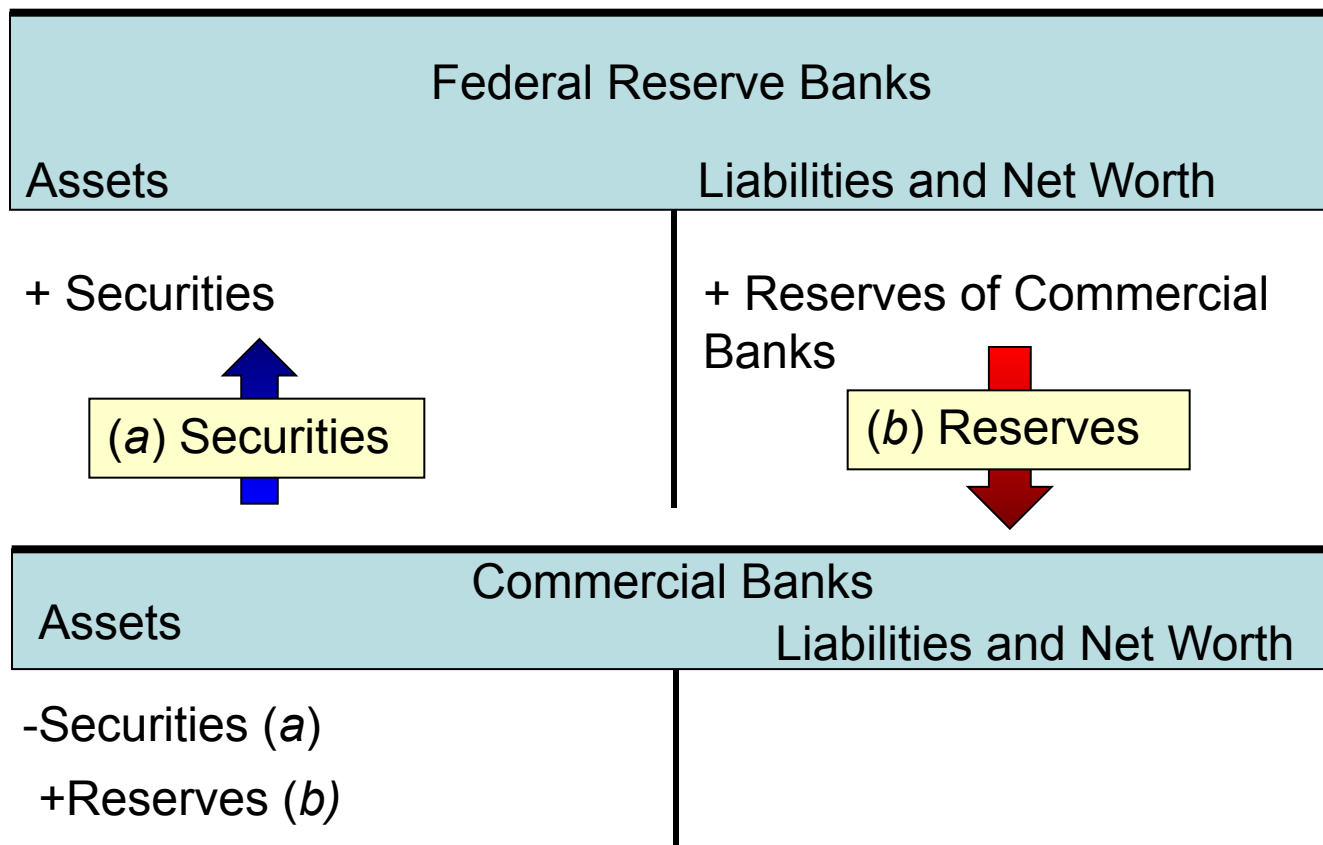 Federal Reserve Banks
Assets
Liabilities and Net Worth
+ Securities
+ Reserves of Commercial
Banks
(a) Securities
(b) Reserves
Commercial Banks
Assets
Liabilities and Net Worth
-Securities (a)
+Reserves (b)